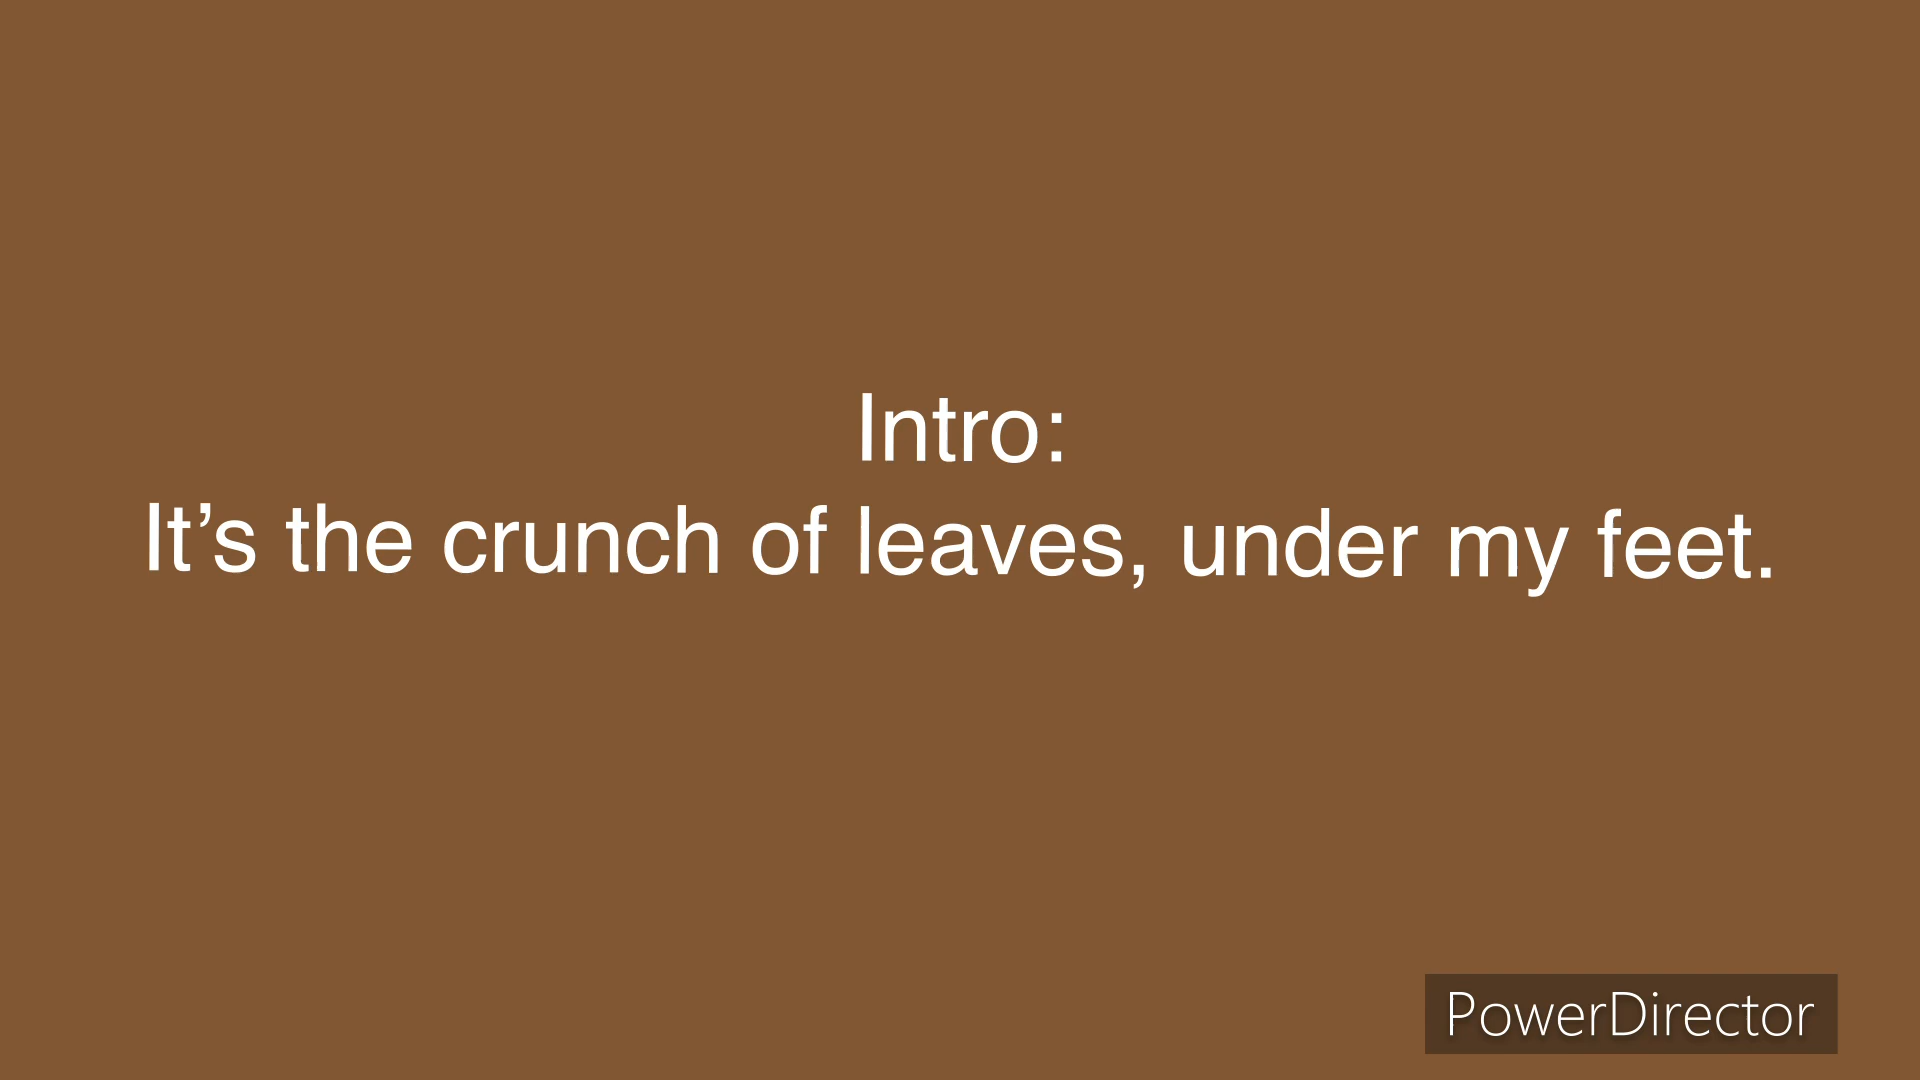 Intro:
It’s the crunch of leaves, under my feet.
PowerDirector